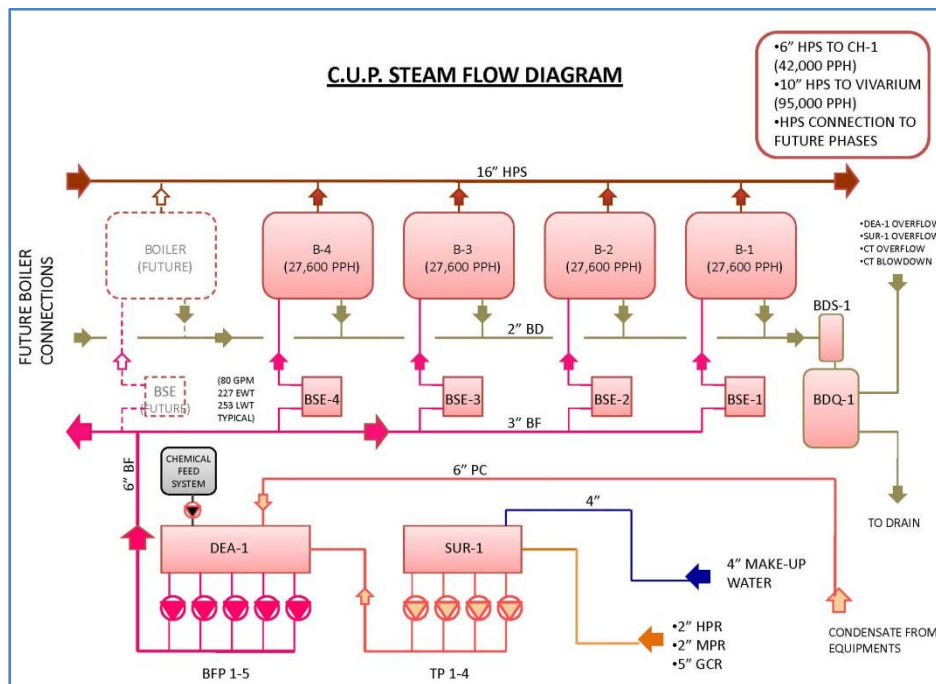 C.U.P. STEAM FLOW DIAGRAM
•6” HPS TO CH-1
(42,000 PPH)
•10” HPS TO VIVARIUM
(95,000 PPH)
•HPS CONNECTION TO
FUTURE PHASES
16” HPS
FUTURE BOILER
CONNECTIONS
BOILER
(FUTURE)
B-4
(27,600 PPH)
B-3
(27,600 PPH)
B-2
(27,600 PPH)
B-1
(27,600 PPH)
•DEA-1 OVERFLOW
•SUR-1 OVERFLOW
•CT OVERFLOW
•CT BLOWDOWN
2” BD
BDS-1
BSE
(FUTURE)
(80 GPM
227 EWT
253 LWT
TYPICAL)
BSE-4
BSE-3
BSE-2
BSE-1
BDQ-1
3” BF
6” BF
CHEMICAL
FEED
SYSTEM
6” PC
4”
TO DRAIN
DEA-1
SUR-1
4” MAKE-UP
WATER
•2” HPR
•2” MPR
•5” GCR
CONDENSATE FROM
EQUIPMENTS
BFP 1-5
TP 1-4